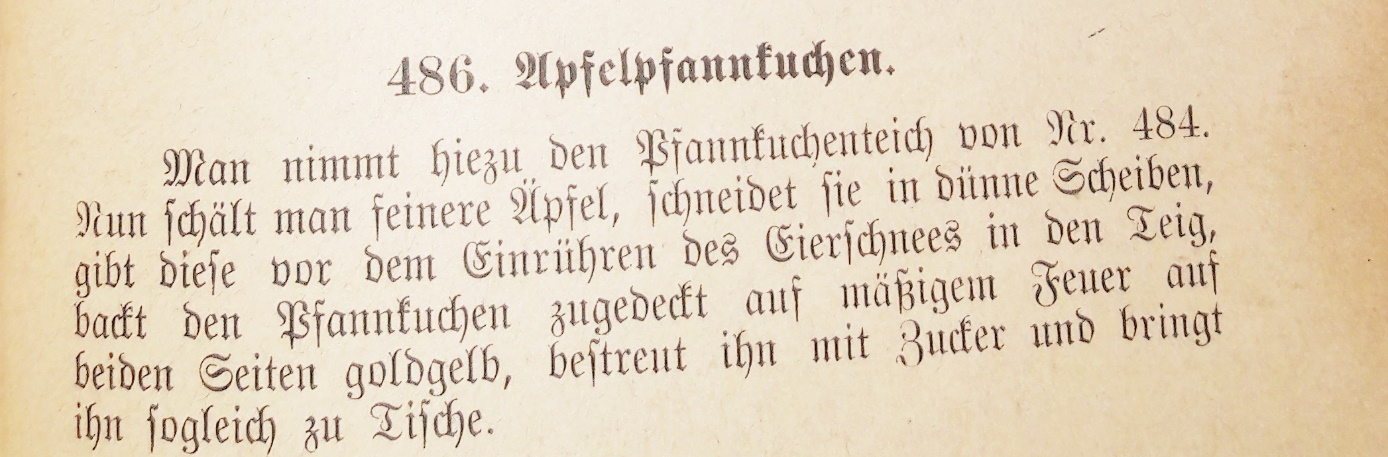 486. Apfelpfannkuchen.
Man nimmt hiezu den Pfannkuchenteich von Nr. 484.
Nun schält man feinere Äpfel, schneidet sie in dünne Scheiben,
gibt diese vor dem Einrühren des Eierschnees in den Teig,
backt den Pfannkuchen zugedeckt auf mäßigem Feuer auf
beiden Seiten goldgelb, bestreut ihn mit Zucker und bringt
ihn sogleich zu Tische.